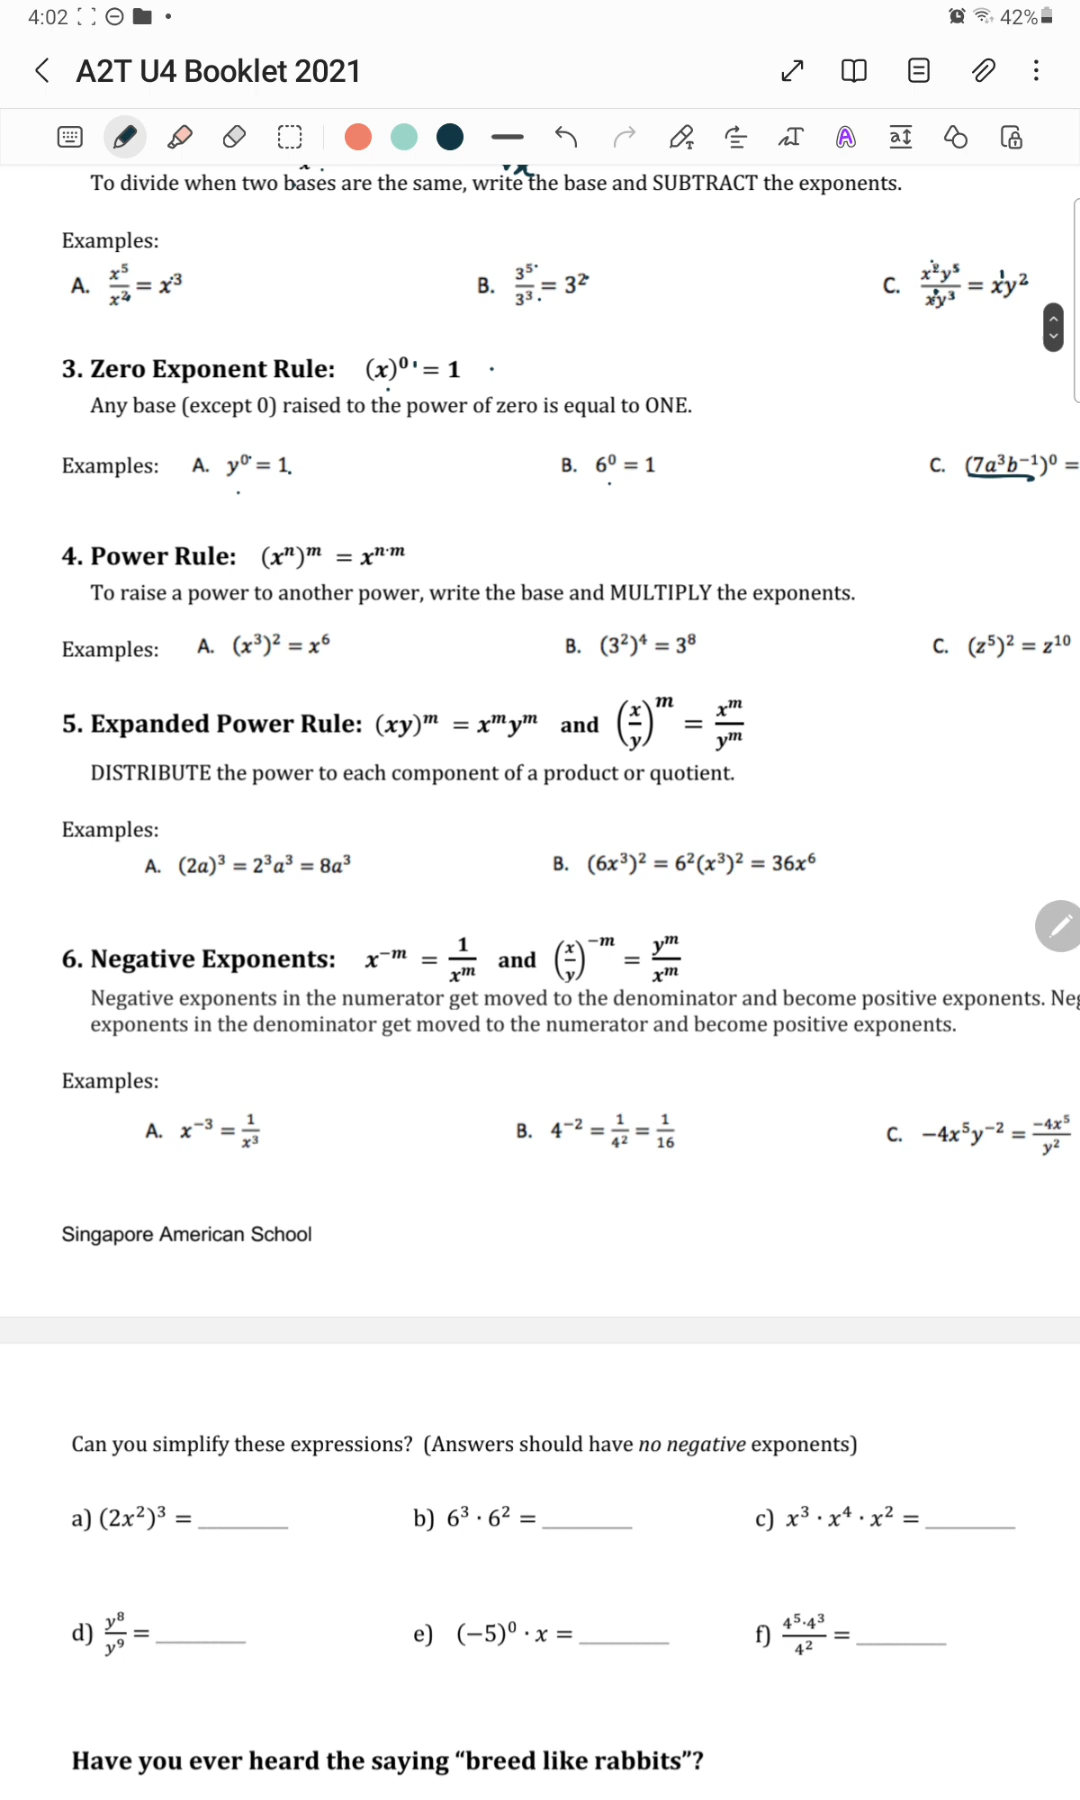 4:02
42%
A2T U4 Booklet 2021
To divide when two bases are the same, write the base and SUBTRACT the exponents.
Examples:
A. x⁵/x² = x³ B. 3⁵/3³ = 3² C. x²y⁵/xy³ = xy²
3. Zero Exponent Rule: (x)⁰ = 1
Any base (except 0) raised to the power of zero is equal to ONE.
Examples: A. y⁰ = 1. B. 6⁰ = 1 C. (7a³b⁻¹)⁰ =
4. Power Rule: (xⁿ)ᵐ = xⁿ·ᵐ
To raise a power to another power, write the base and MULTIPLY the exponents.
Examples: A. (x³)² = x⁶ B. (3²)⁴ = 3⁸ C. (z⁵)² = z¹⁰
5. Expanded Power Rule: (xy)ᵐ = xᵐyᵐ and (x/y)ᵐ = xᵐ/yᵐ
DISTRIBUTE the power to each component of a product or quotient.
Examples:
A. (2a)³ = 2³a³ = 8a³ B. (6x³)² = 6²(x³)² = 36x⁶
6. Negative Exponents: x⁻ᵐ = 1/xᵐ and (x/y)⁻ᵐ = yᵐ/xᵐ
Negative exponents in the numerator get moved to the denominator and become positive exponents. Neg
exponents in the denominator get moved to the numerator and become positive exponents.
Examples:
A. x⁻³ = 1/x³ B. 4⁻² = 1/4² = 1/16 C. −4x⁵y⁻² = −4x⁵/y²
Singapore American School
Can you simplify these expressions? (Answers should have no negative exponents)
a) (2x²)³ = ________ b) 6³ · 6² = ________ c) x³ · x⁴ · x² = ________
d) y⁸/y⁹ = ________ e) (−5)⁰ · x = ________ f) 4⁵·4³/4² = ________
Have you ever heard the saying “breed like rabbits”?